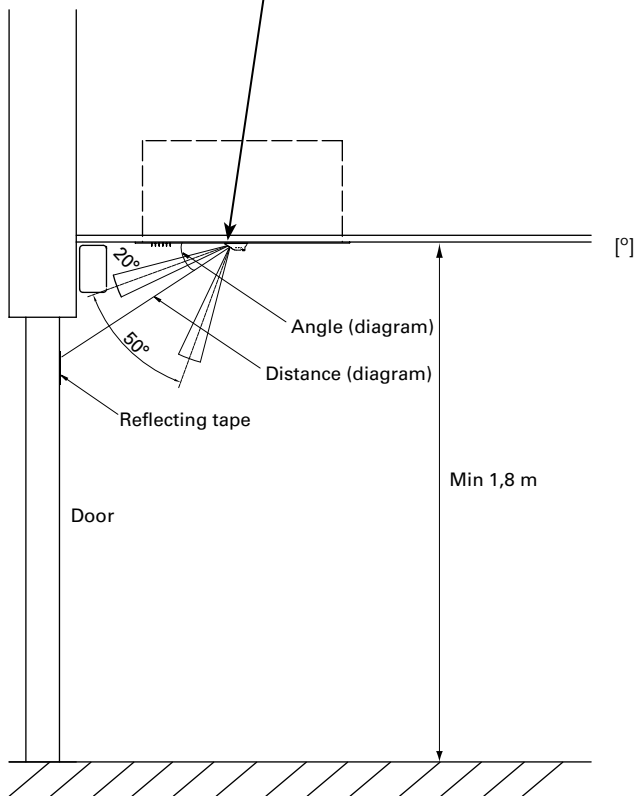 [°]
20°
Angle (diagram)
50°
Distance (diagram)
Reflecting tape
Min 1,8 m
Door